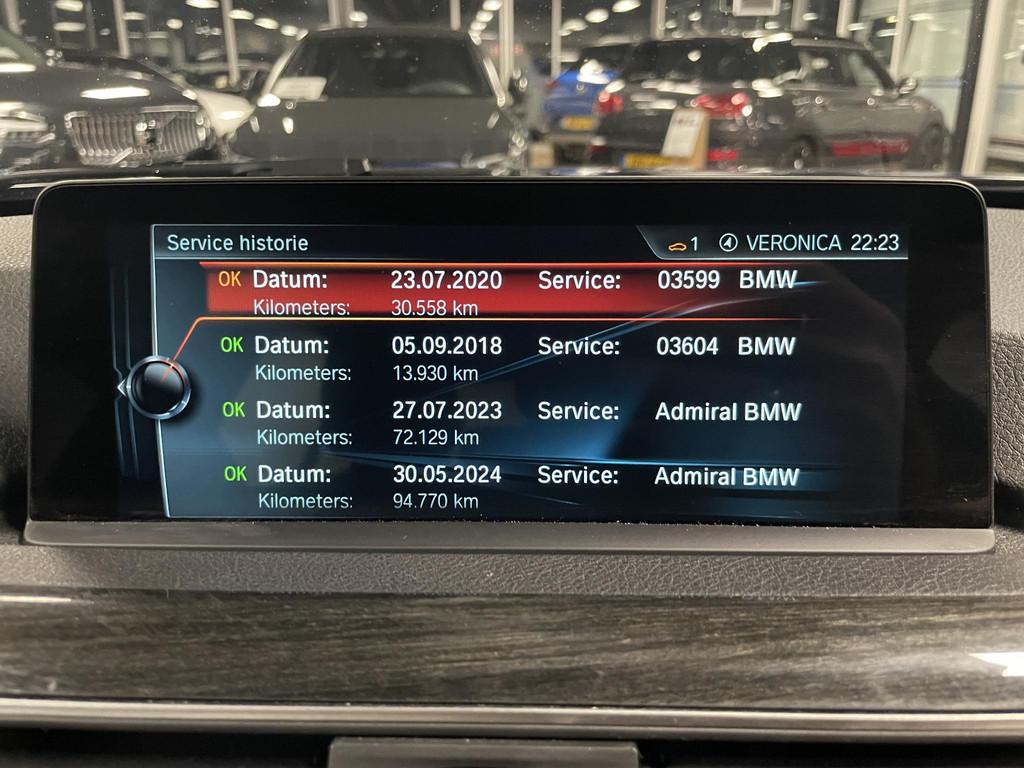 Service historie 1 VERONICA 22:23
OK Datum: 23.07.2020 Service: 03599 BMW
Kilometers: 30.558 km
OK Datum: 05.09.2018 Service: 03604 BMW
Kilometers: 13.930 km
OK Datum: 27.07.2023 Service: Admiral BMW
Kilometers: 72.129 km
OK Datum: 30.05.2024 Service: Admiral BMW
Kilometers: 94.770 km